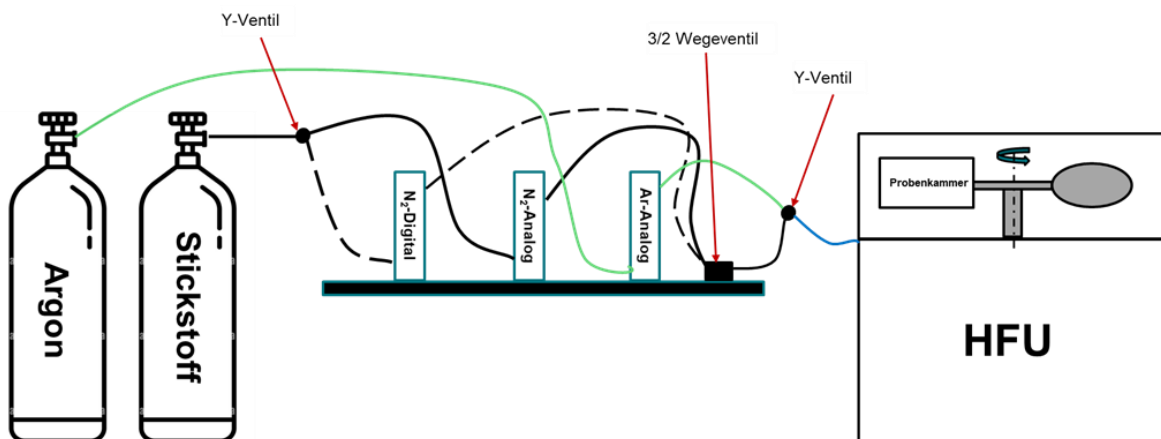 Y-Ventil
3/2 Wegeventil
Y-Ventil
Argon
Stickstoff
N₂-Digital
N₂-Analog
Ar-Analog
Probenkammer
HFU